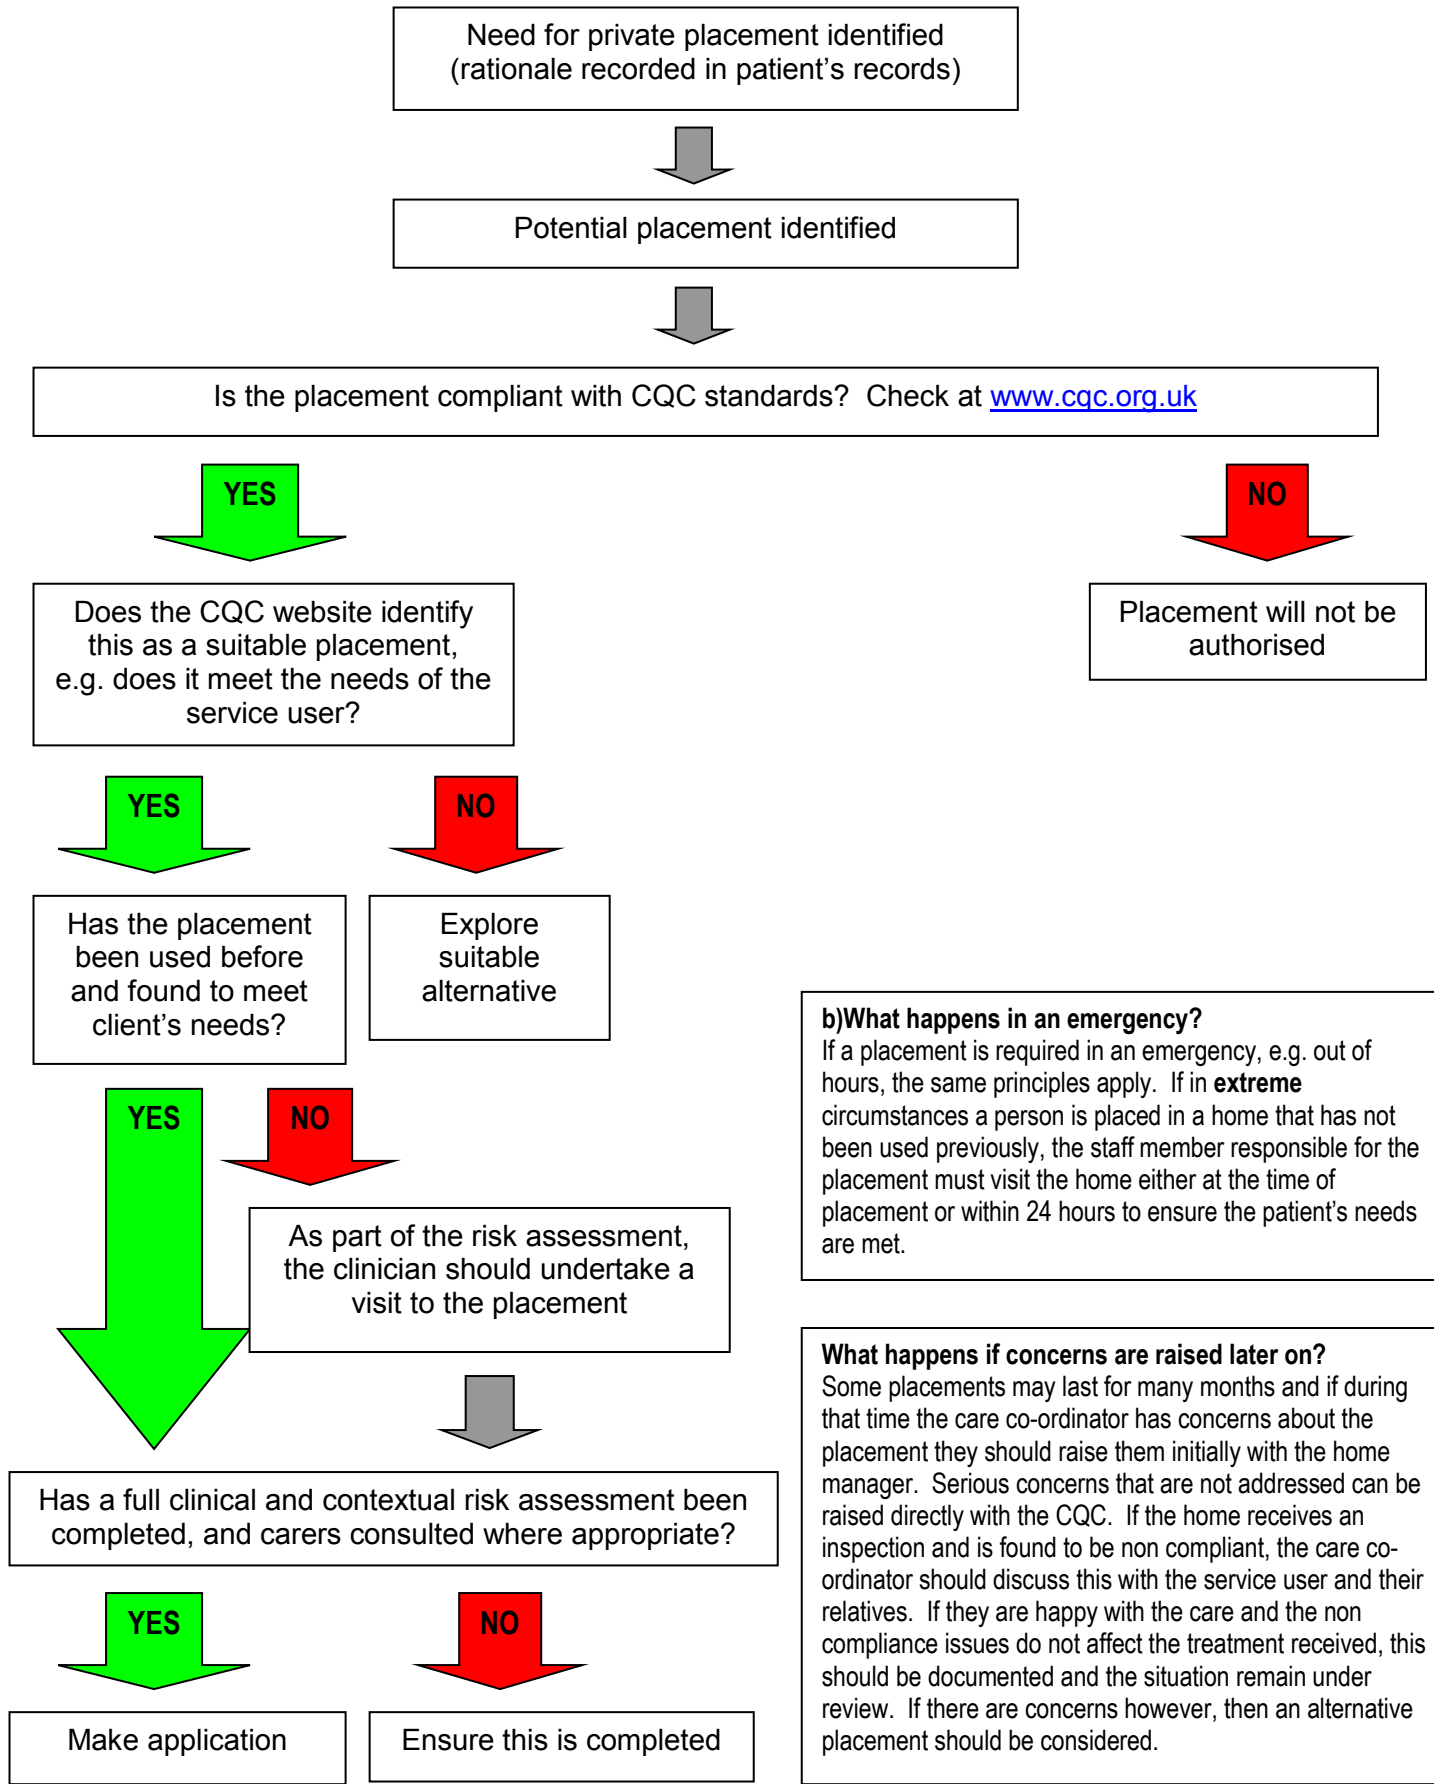 Need for private placement identified
(rationale recorded in patient's records)
Potential placement identified
Is the placement compliant with CQC standards?  Check at www.cqc.org.uk
YES
NO
Does the CQC website identify
this as a suitable placement,
e.g. does it meet the needs of the
service user?
Placement will not be
authorised
YES
NO
Has the placement
been used before
and found to meet
client's needs?
Explore
suitable
alternative
YES
NO
As part of the risk assessment,
the clinician should undertake a
visit to the placement
Has a full clinical and contextual risk assessment been
completed, and carers consulted where appropriate?
YES
NO
Make application
Ensure this is completed
b)What happens in an emergency?
If a placement is required in an emergency, e.g. out of
hours, the same principles apply.  If in extreme
circumstances a person is placed in a home that has not
been used previously, the staff member responsible for the
placement must visit the home either at the time of
placement or within 24 hours to ensure the patient's needs
are met.
What happens if concerns are raised later on?
Some placements may last for many months and if during
that time the care co-ordinator has concerns about the
placement they should raise them initially with the home
manager.  Serious concerns that are not addressed can be
raised directly with the CQC.  If the home receives an
inspection and is found to be non compliant, the care co-
ordinator should discuss this with the service user and their
relatives.  If they are happy with the care and the non
compliance issues do not affect the treatment received, this
should be documented and the situation remain under
review.  If there are concerns however, then an alternative
placement should be considered.